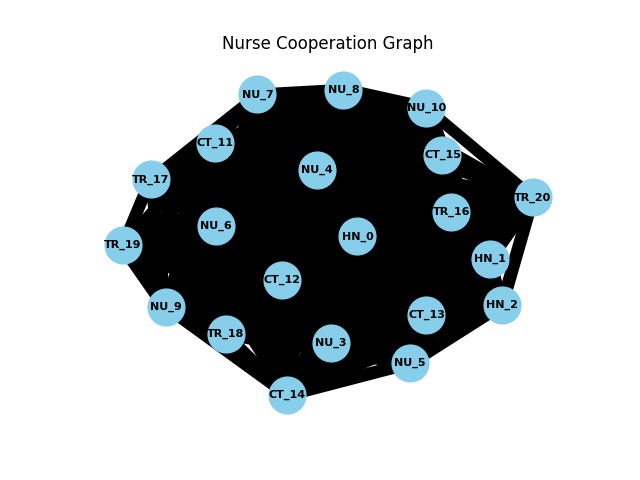 Nurse Cooperation Graph
NU_8
NU_7
NU_10
CT_11
CT_15
NU_4
TR_17
TR_20
TR_16
NU_6
HN_0
TR_19
HN_1
CT_12
HN_2
NU_9
CT_13
TR_18
NU_3
NU_5
CT_14